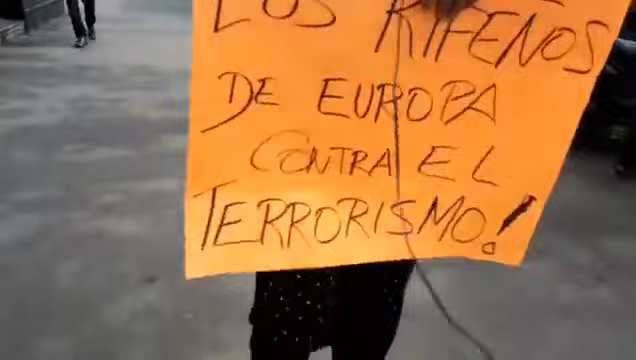 LOS RIFENOS
DE EUROPA
CONTRA EL
TERRORISMO!